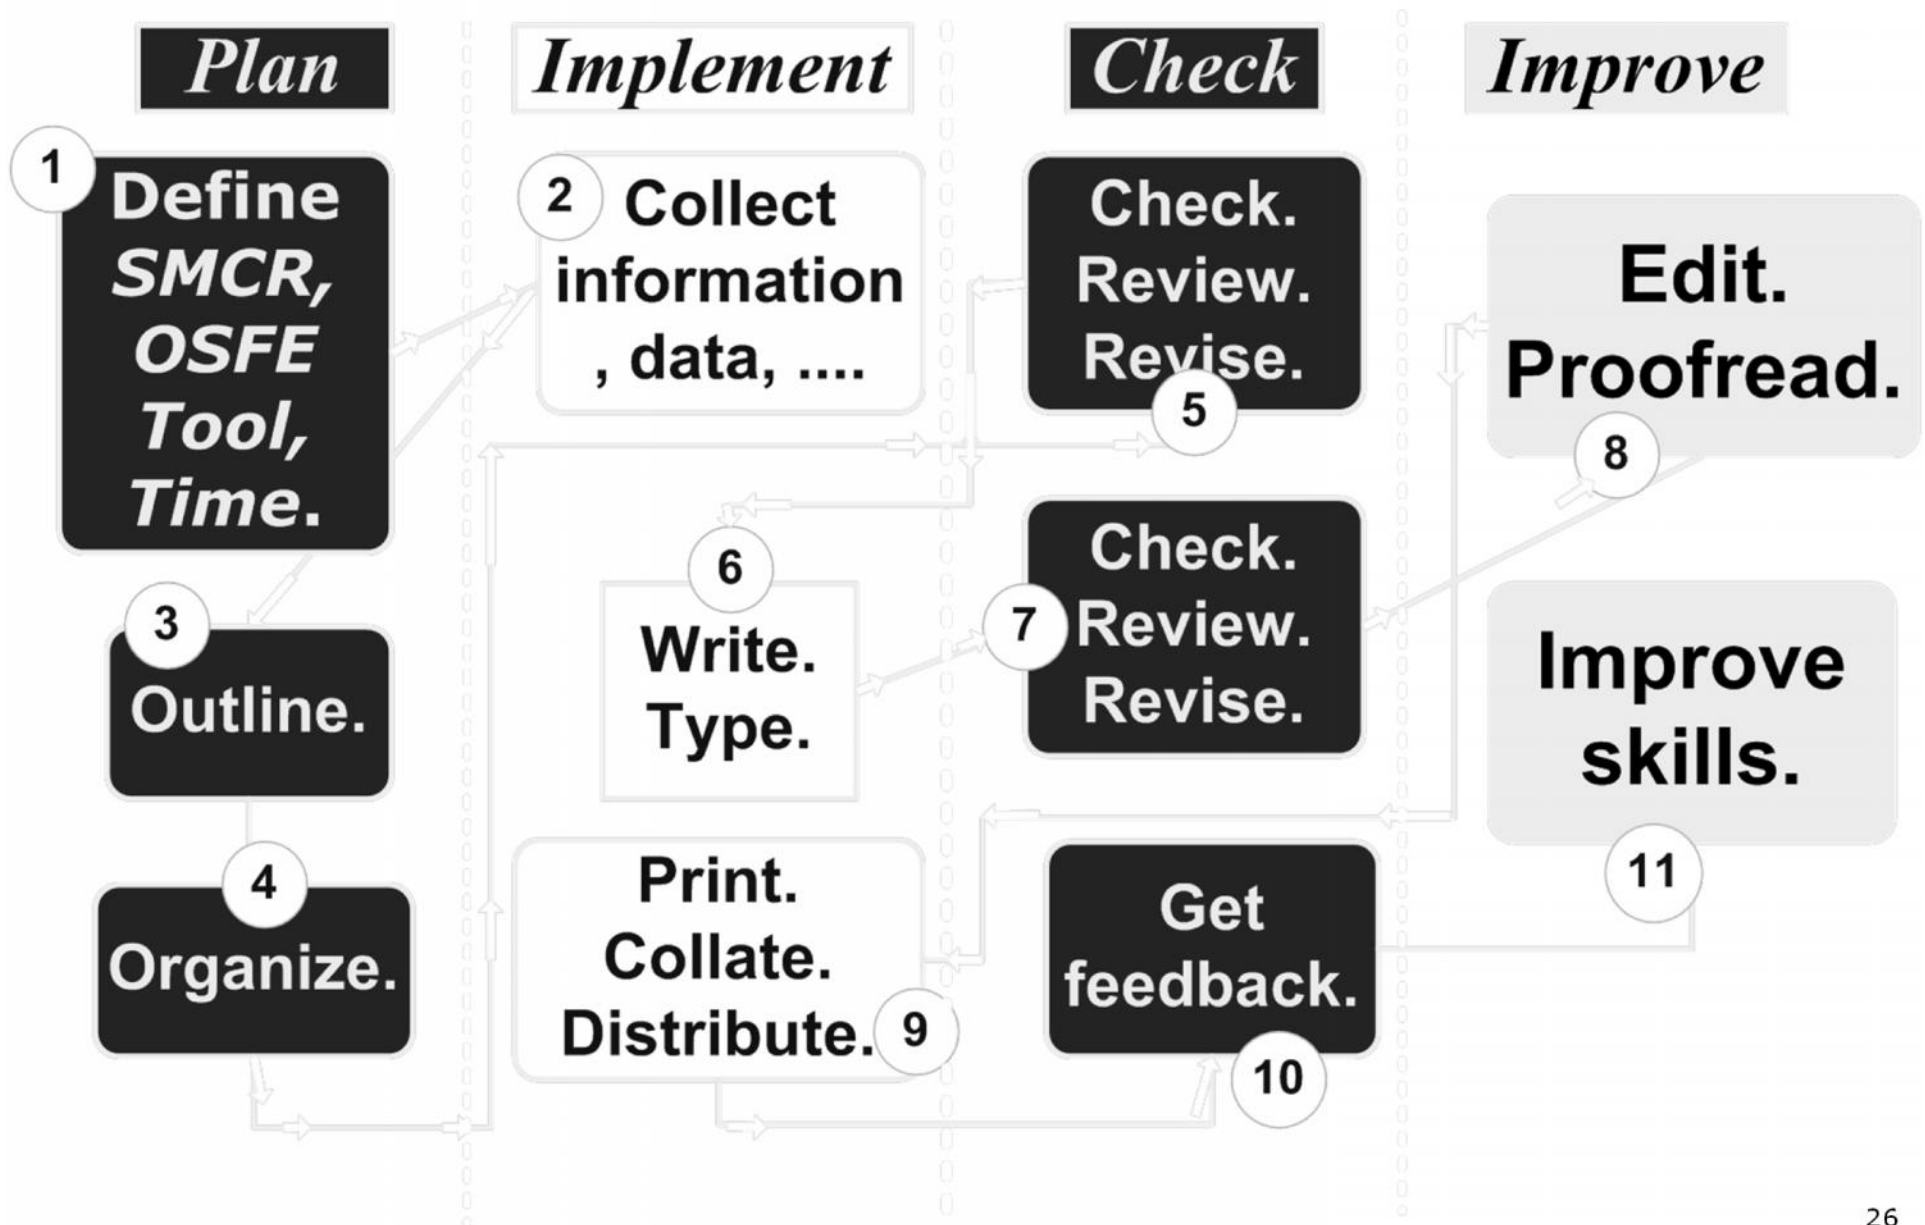 Plan
Implement
Check
Improve
1
Define
SMCR,
OSFE
Tool,
Time.
2
Collect
information
, data, ....
3
Outline.
4
Organize.
Check.
Review.
Revise.
5
6
Write.
Type.
7
Check.
Review.
Revise.
Edit.
Proofread.
8
Print.
Collate.
Distribute.
9
Get
feedback.
10
Improve
skills.
11
26